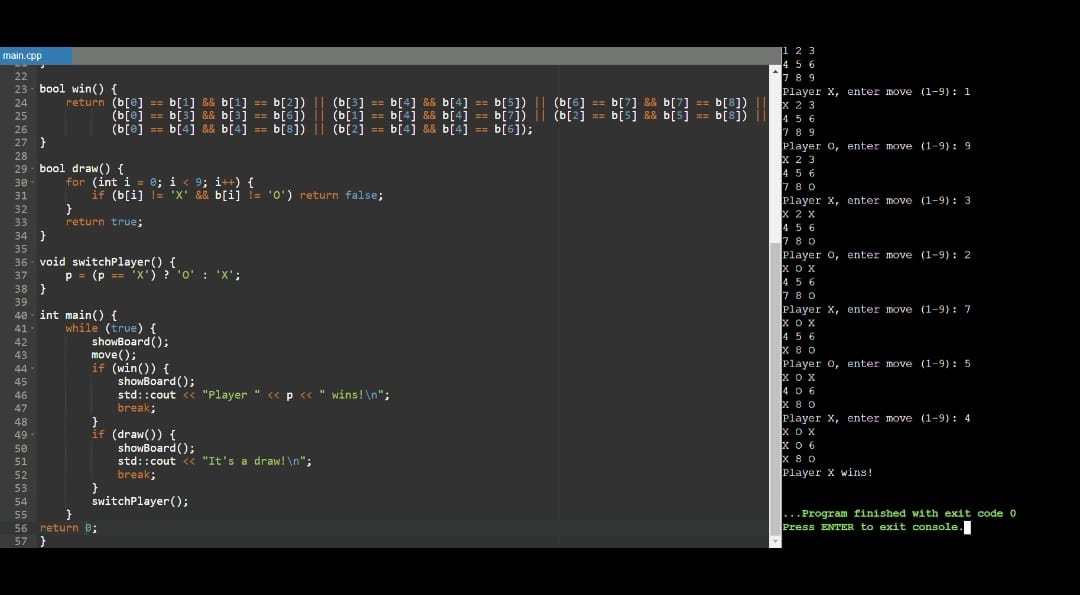 main.cpp
22
23 bool win() {
24 return (b[0] == b[1] && b[1] == b[2]) || (b[3] == b[4] && b[4] == b[5]) || (b[6] == b[7] && b[7] == b[8]) ||
25 (b[0] == b[3] && b[3] == b[6]) || (b[1] == b[4] && b[4] == b[7]) || (b[2] == b[5] && b[5] == b[8]) ||
26 (b[0] == b[4] && b[4] == b[8]) || (b[2] == b[4] && b[4] == b[6]);
27 }
28
29 bool draw() {
30 for (int i = 0; i < 9; i++) {
31 if (b[i] != 'X' && b[i] != 'O') return false;
32 }
33 return true;
34 }
35
36 void switchPlayer() {
37 p = (p == 'X') ? 'O' : 'X';
38 }
39
40 int main() {
41 while (true) {
42 showBoard();
43 move();
44 if (win()) {
45 showBoard();
46 std::cout << "Player " << p << " wins!\n";
47 break;
48 }
49 if (draw()) {
50 showBoard();
51 std::cout << "It's a draw!\n";
52 break;
53 }
54 switchPlayer();
55 }
56 return 0;
57 }
1 2 3
4 5 6
7 8 9
Player X, enter move (1-9): 1
X 2 3
4 5 6
7 8 9
Player O, enter move (1-9): 9
X 2 3
4 5 6
7 8 O
Player X, enter move (1-9): 3
X 2 X
4 5 6
7 8 O
Player O, enter move (1-9): 2
X O X
4 5 6
7 8 O
Player X, enter move (1-9): 7
X O X
4 5 6
X 8 O
Player O, enter move (1-9): 5
X O X
4 O 6
X 8 O
Player X, enter move (1-9): 4
X O X
X O 6
X 8 O
Player X wins!
...Program finished with exit code 0
Press ENTER to exit console.